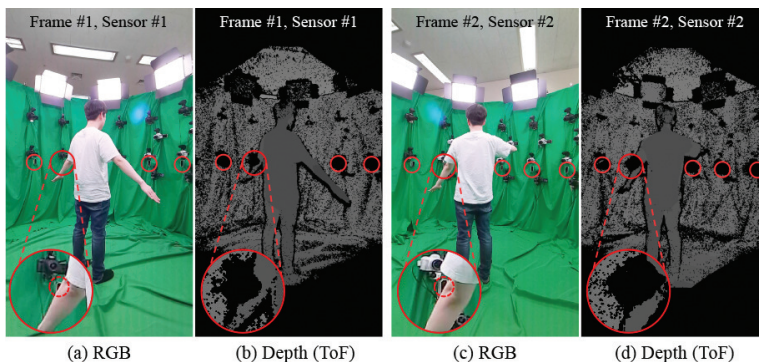 Frame #1, Sensor #1
Frame #1, Sensor #1
Frame #2, Sensor #2
Frame #2, Sensor #2
(a) RGB
(b) Depth (ToF)
(c) RGB
(d) Depth (ToF)